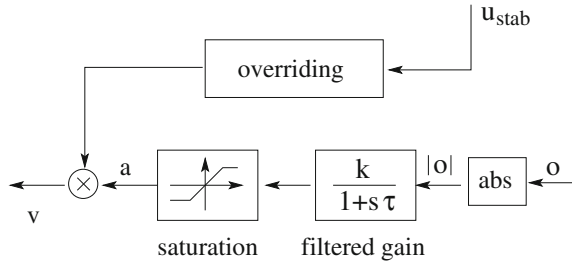 u_stab
overriding
a
|o|
o
k
1+s τ
abs
×
v
saturation
filtered gain